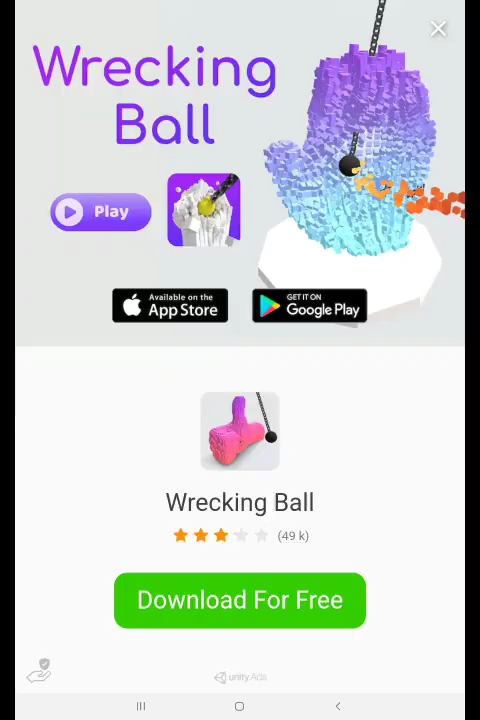 Wrecking
Ball
Play
Available on the
App Store
GET IT ON
Google Play
Wrecking Ball
(49 k)
Download For Free
unity Ads